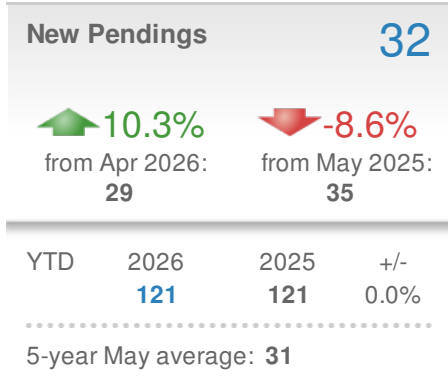 New Pendings 32
10.3% -8.6%
from Apr 2026: from May 2025:
29 35
YTD 2026 2025 +/-
121 121 0.0%
5-year May average: 31